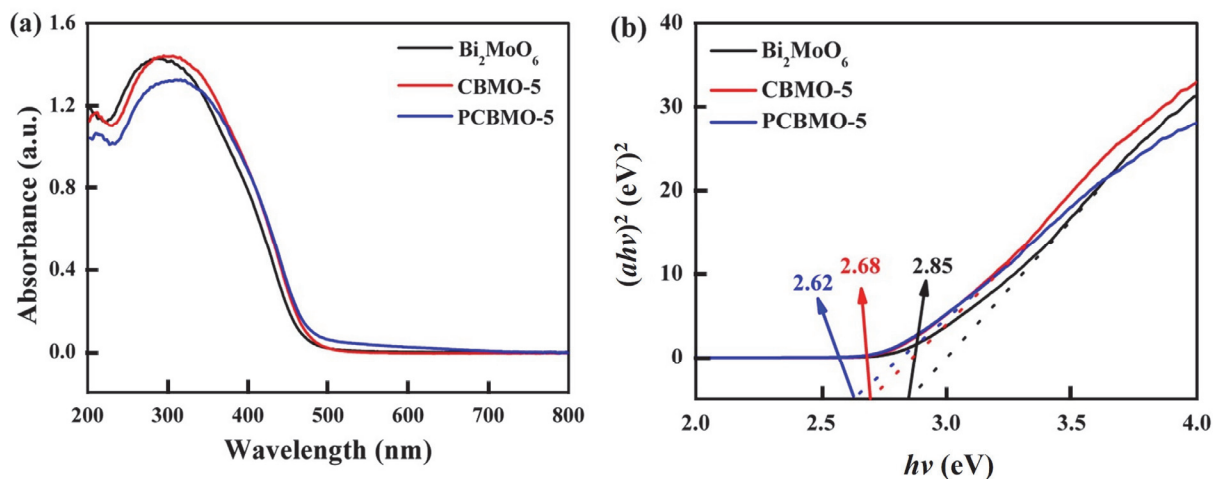 (a)
1.6
1.2
0.8
0.4
0.0
Absorbance (a.u.)
Bi₂MoO₆
CBMO-5
PCBMO-5
200 300 400 500 600 700 800
Wavelength (nm)
(b)
40
30
20
10
0
(ahv)² (eV)²
Bi₂MoO₆
CBMO-5
PCBMO-5
2.62 2.68 2.85
2.0 2.5 3.0 3.5 4.0
hv (eV)